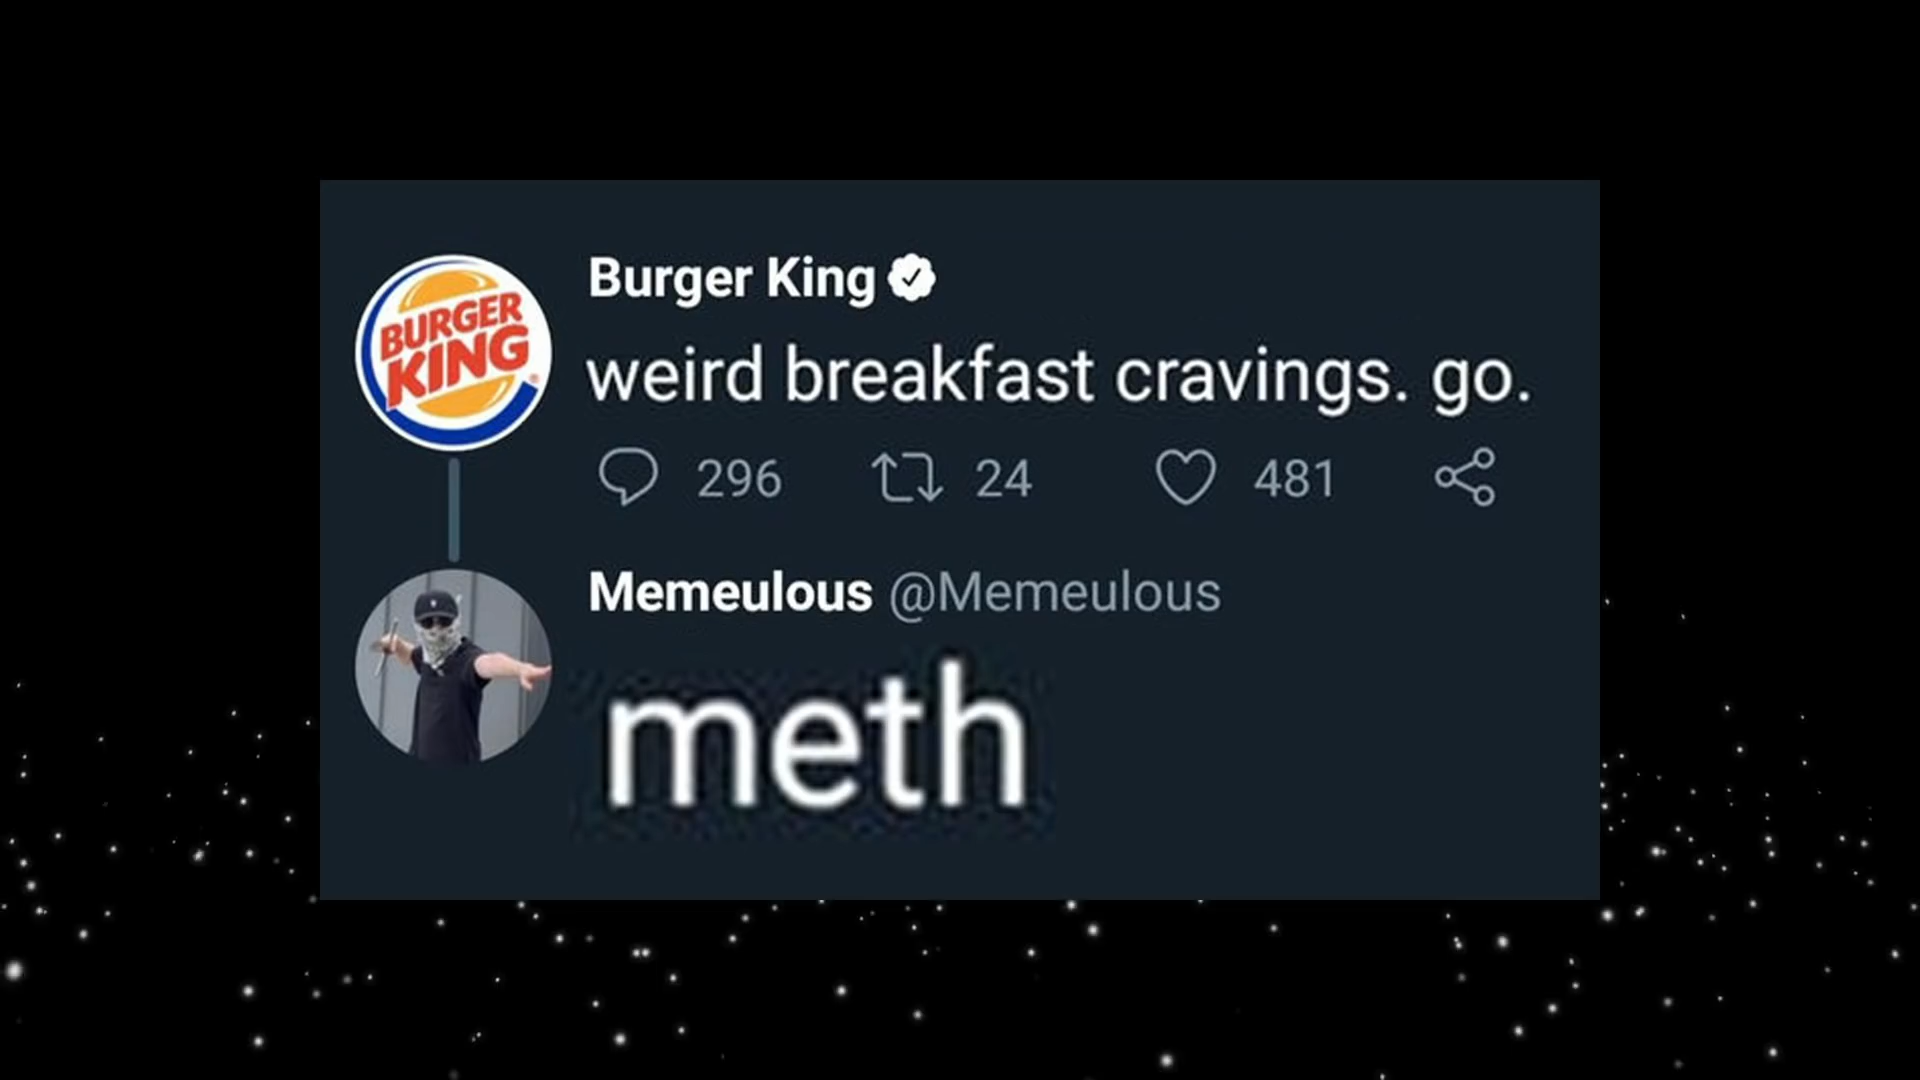 BURGER
KING
®
Burger King
weird breakfast cravings. go.
296 24 481
Memeulous @Memeulous
meth